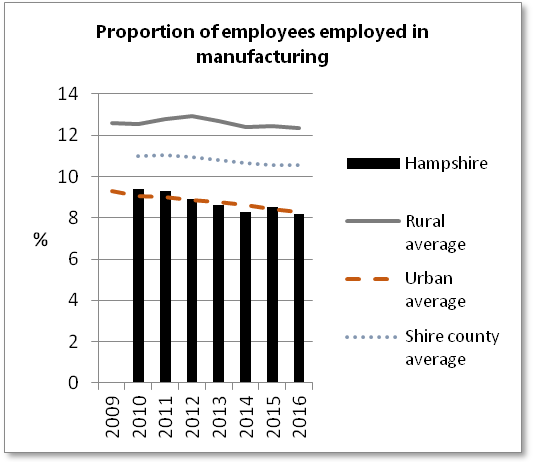 Proportion of employees employed in
manufacturing
14
12
10
8
6
4
2
0
%
2009
2010
2011
2012
2013
2014
2015
2016
Hampshire
Rural
average
Urban
average
Shire county
average